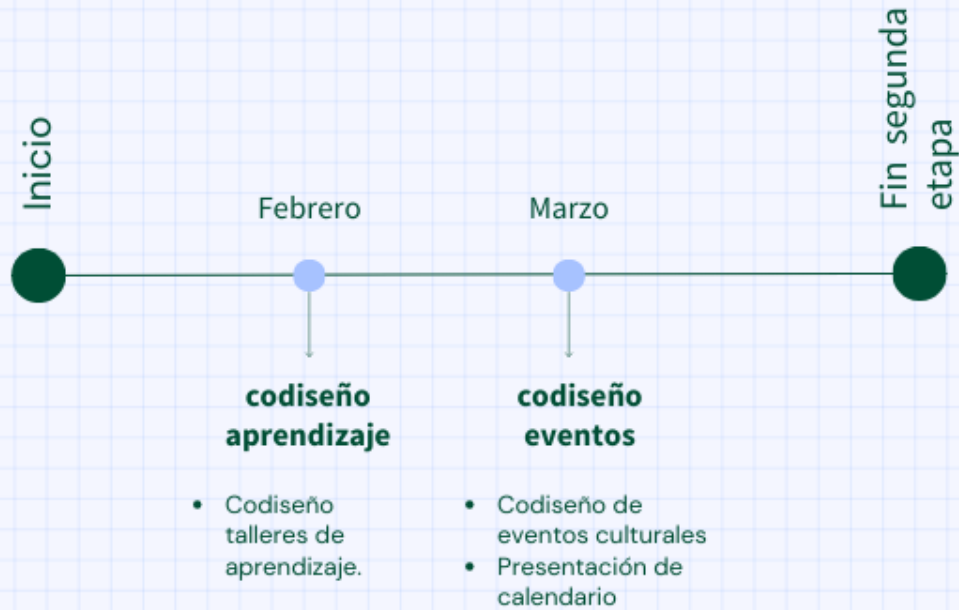 Inicio
Fin segunda
etapa
Febrero
Marzo
codiseño
aprendizaje
codiseño
eventos
• Codiseño
talleres de
aprendizaje.
• Codiseño de
eventos culturales
• Presentación de
calendario